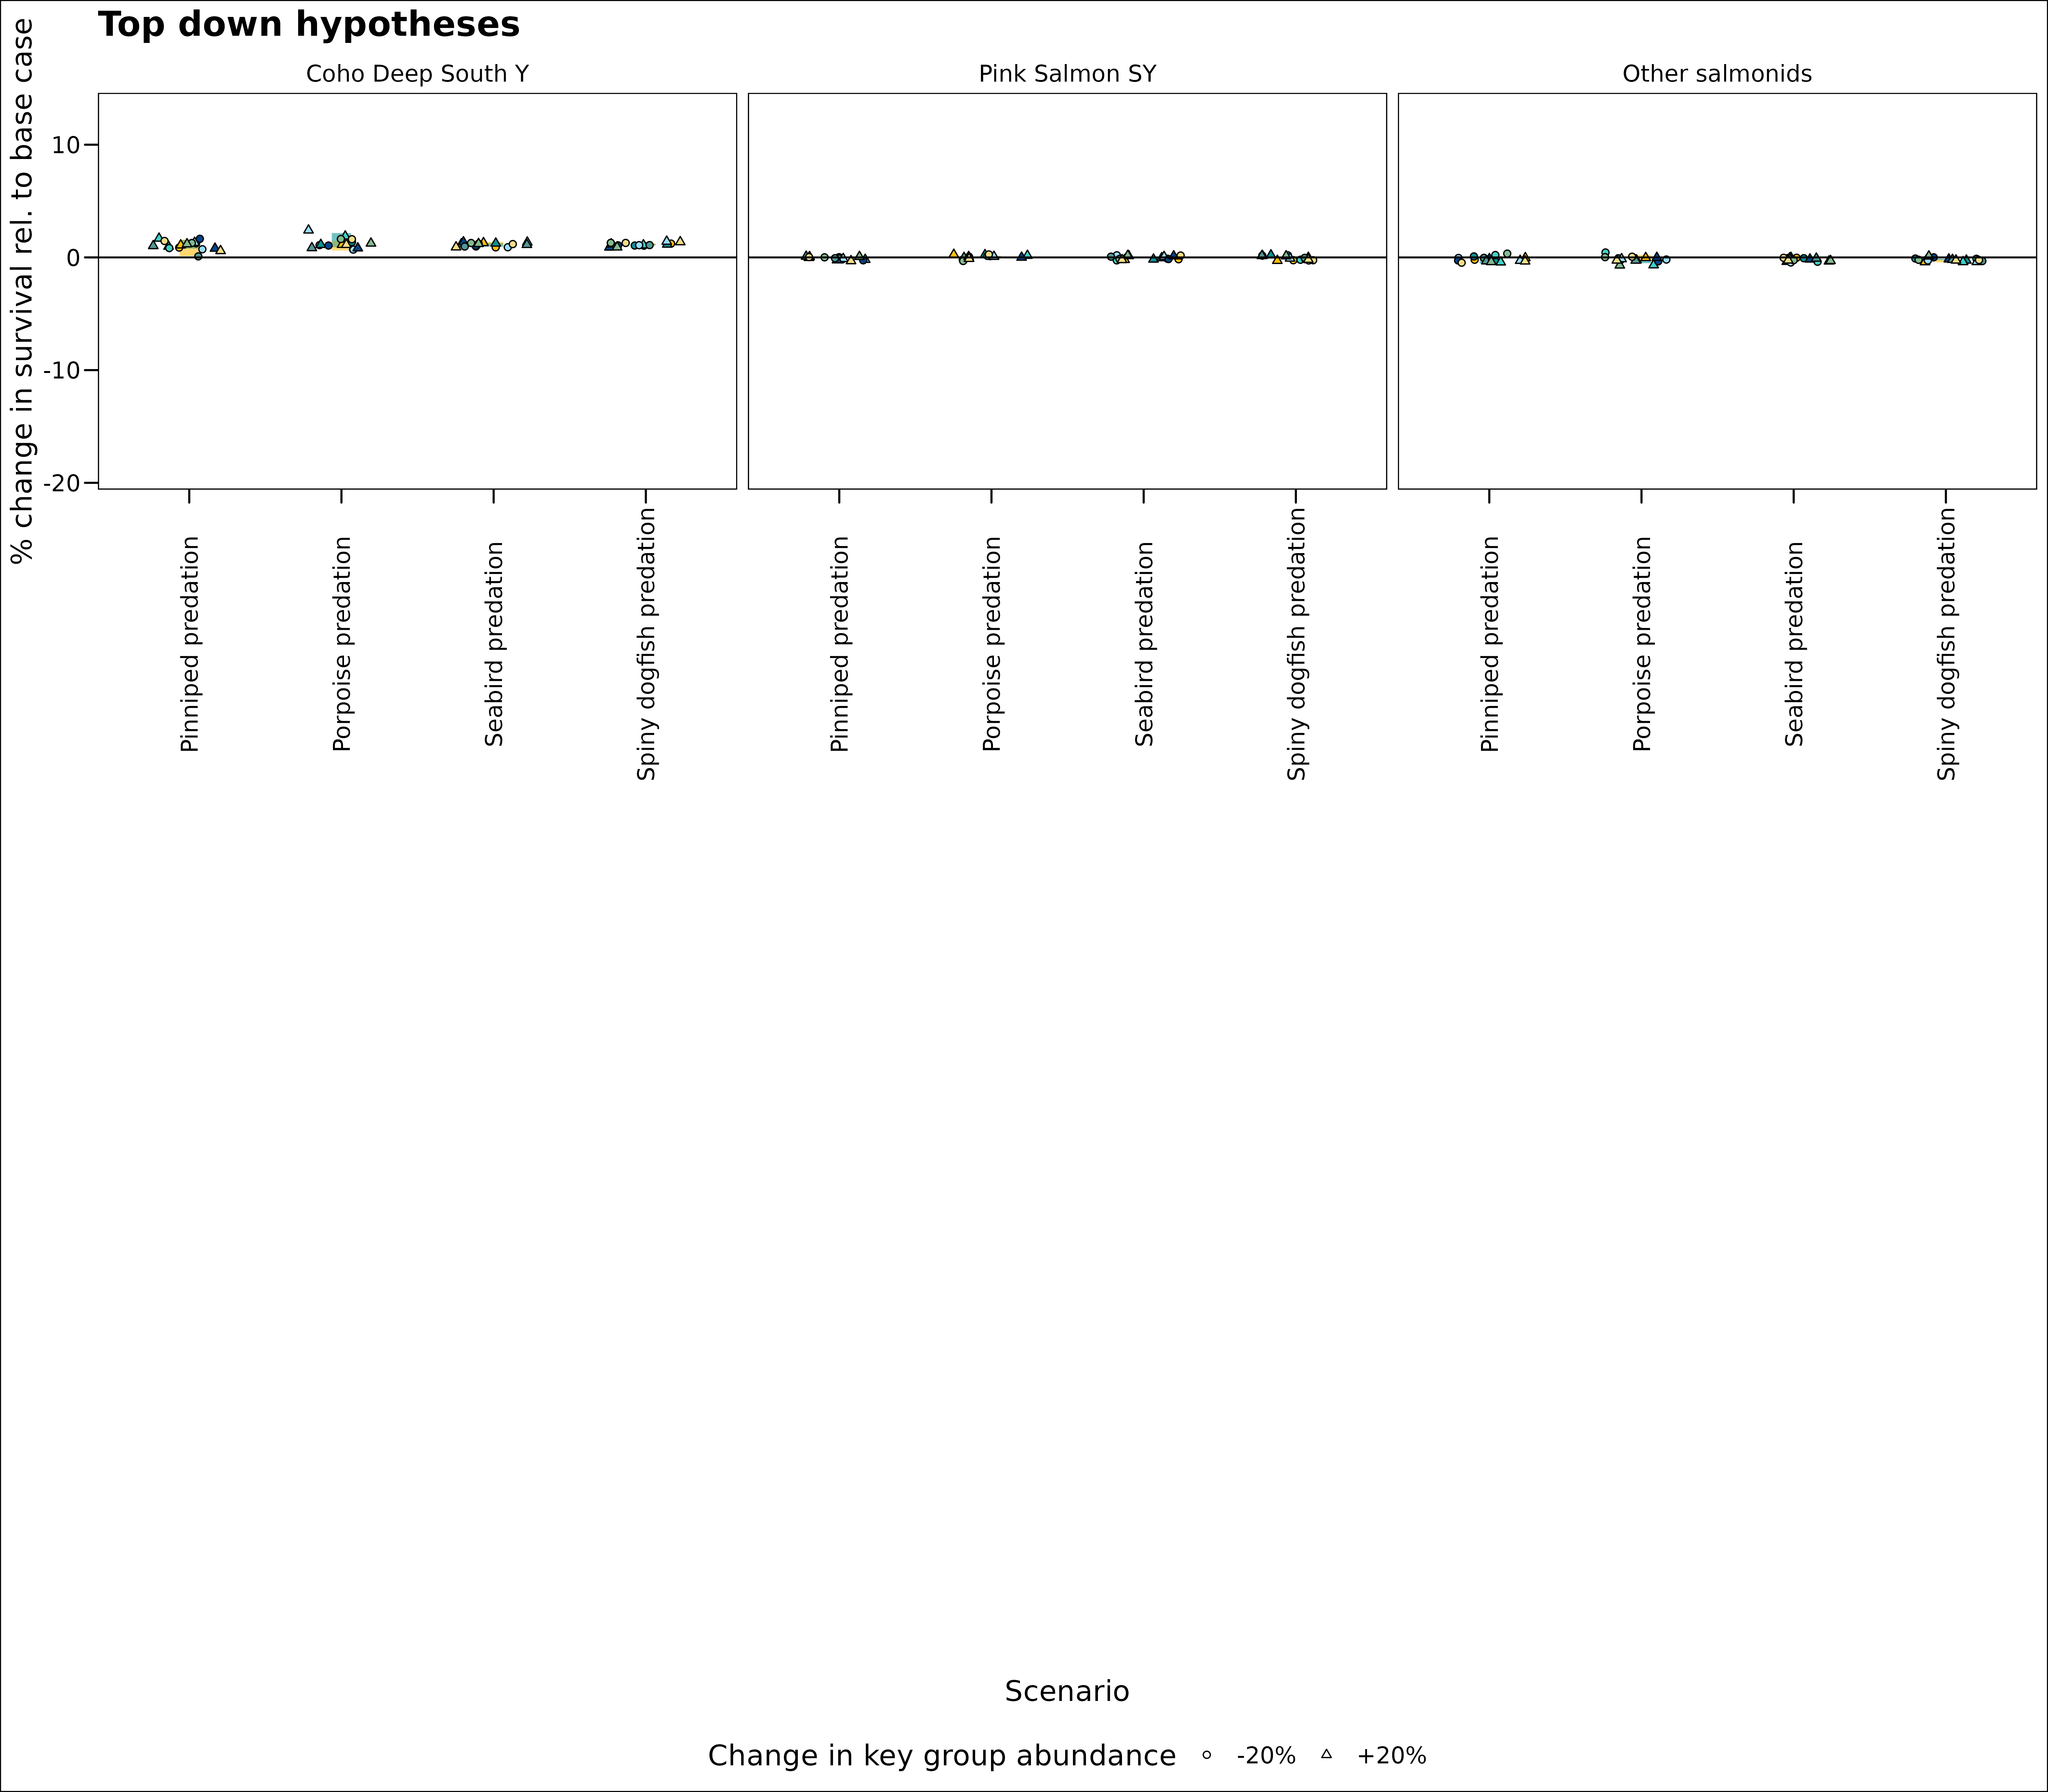 Top down hypotheses
Coho Deep South Y
Pink Salmon SY
Other salmonids
% change in survival rel. to base case
10
0
-10
-20
Pinniped predation
Porpoise predation
Seabird predation
Spiny dogfish predation
Pinniped predation
Porpoise predation
Seabird predation
Spiny dogfish predation
Pinniped predation
Porpoise predation
Seabird predation
Spiny dogfish predation
Scenario
Change in key group abundance -20% +20%